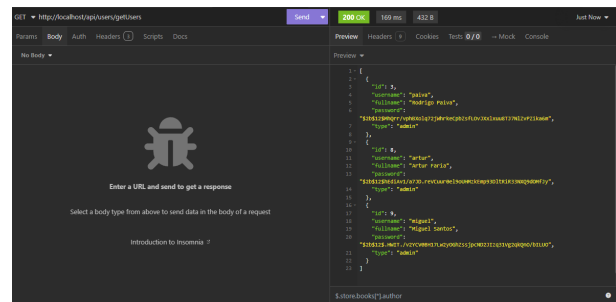 GET ▾ http://localhost/api/users/getUsers
Send
200 OK
169 ms
432 B
Just Now ▾
Params Body Auth Headers 3 Scripts Docs
Preview Headers 9 Cookies Tests 0 / 0 → Mock Console
No Body ▾
Preview ▾
Enter a URL and send to get a response
Select a body type from above to send data in the body of a request
Introduction to Insomnia
1 [
2 {
3 "id": 3,
4 "username": "paiva",
5 "fullname": "Rodrigo Paiva",
6 "password":
7 "type": "admin"
8 },
9 {
10 "id": 8,
11 "username": "artur",
12 "fullname": "Artur Faria",
13 "password":
14 "type": "admin"
15 },
16 {
17 "id": 9,
18 "username": "miguel",
19 "fullname": "Miguel Santos",
20 "password":
21 "type": "admin"
22 }
23 ]
$.store.books[*].author